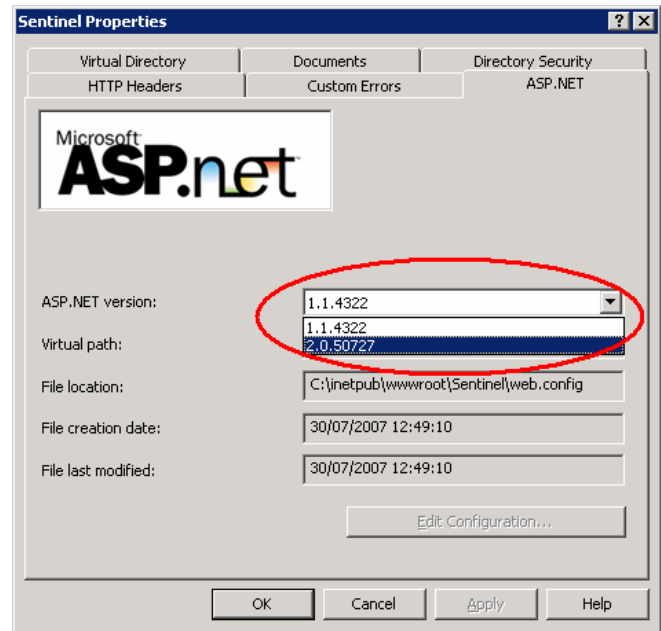 Sentinel Properties
Virtual Directory Documents Directory Security
HTTP Headers Custom Errors ASP.NET
Microsoft
ASP.net
ASP.NET version: 1.1.4322
1.1.4322
Virtual path: 2.0.50727
File location: C:\inetpub\wwwroot\Sentinel\web.config
File creation date: 30/07/2007 12:49:10
File last modified: 30/07/2007 12:49:10
Edit Configuration...
OK Cancel Apply Help